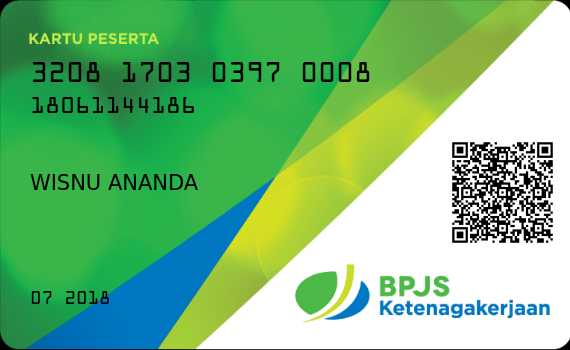 KARTU PESERTA
3208 1703 0397 0008
18061144186
WISNU ANANDA
07 2018
BPJS
Ketenagakerjaan